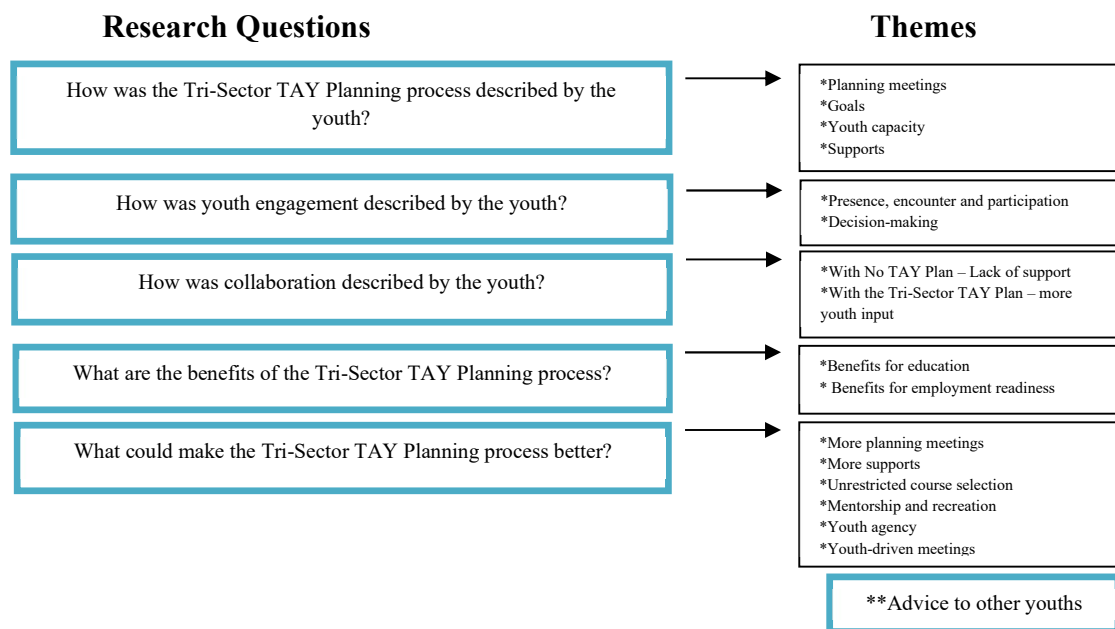 Research Questions
Themes
How was the Tri-Sector TAY Planning process described by the
youth?
*Planning meetings
*Goals
*Youth capacity
*Supports
How was youth engagement described by the youth?
*Presence, encounter and participation
*Decision-making
How was collaboration described by the youth?
*With No TAY Plan – Lack of support
*With the Tri-Sector TAY Plan – more
youth input
What are the benefits of the Tri-Sector TAY Planning process?
*Benefits for education
* Benefits for employment readiness
What could make the Tri-Sector TAY Planning process better?
*More planning meetings
*More supports
*Unrestricted course selection
*Mentorship and recreation
*Youth agency
*Youth-driven meetings
**Advice to other youths